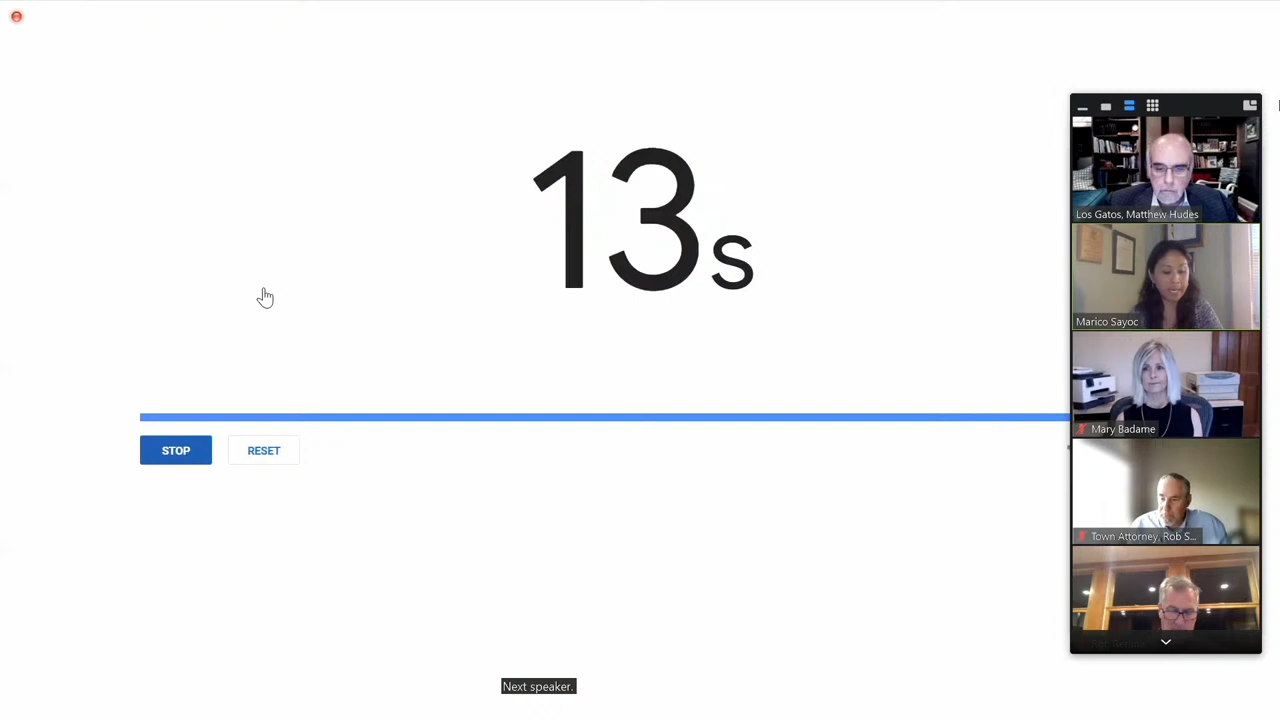 13s
STOP
RESET
Los Gatos, Matthew Hudes
Marico Sayoc
Mary Badame
Town Attorney, Rob S...
Next speaker.